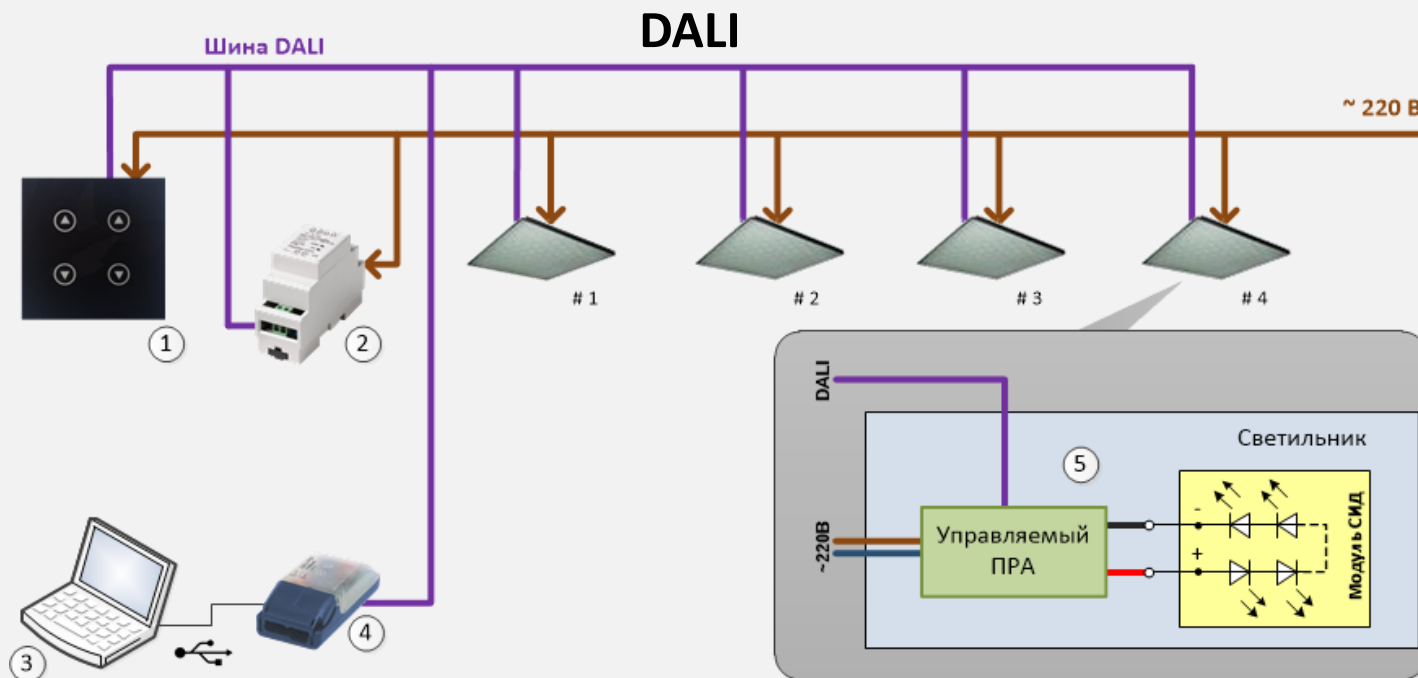 DALI
Шина DALI
~ 220 В
# 1
# 2
# 3
# 4
1
2
DALI
Светильник
5
~220В
Управляемый
ПРА
-
+
Модуль СИД
3
4